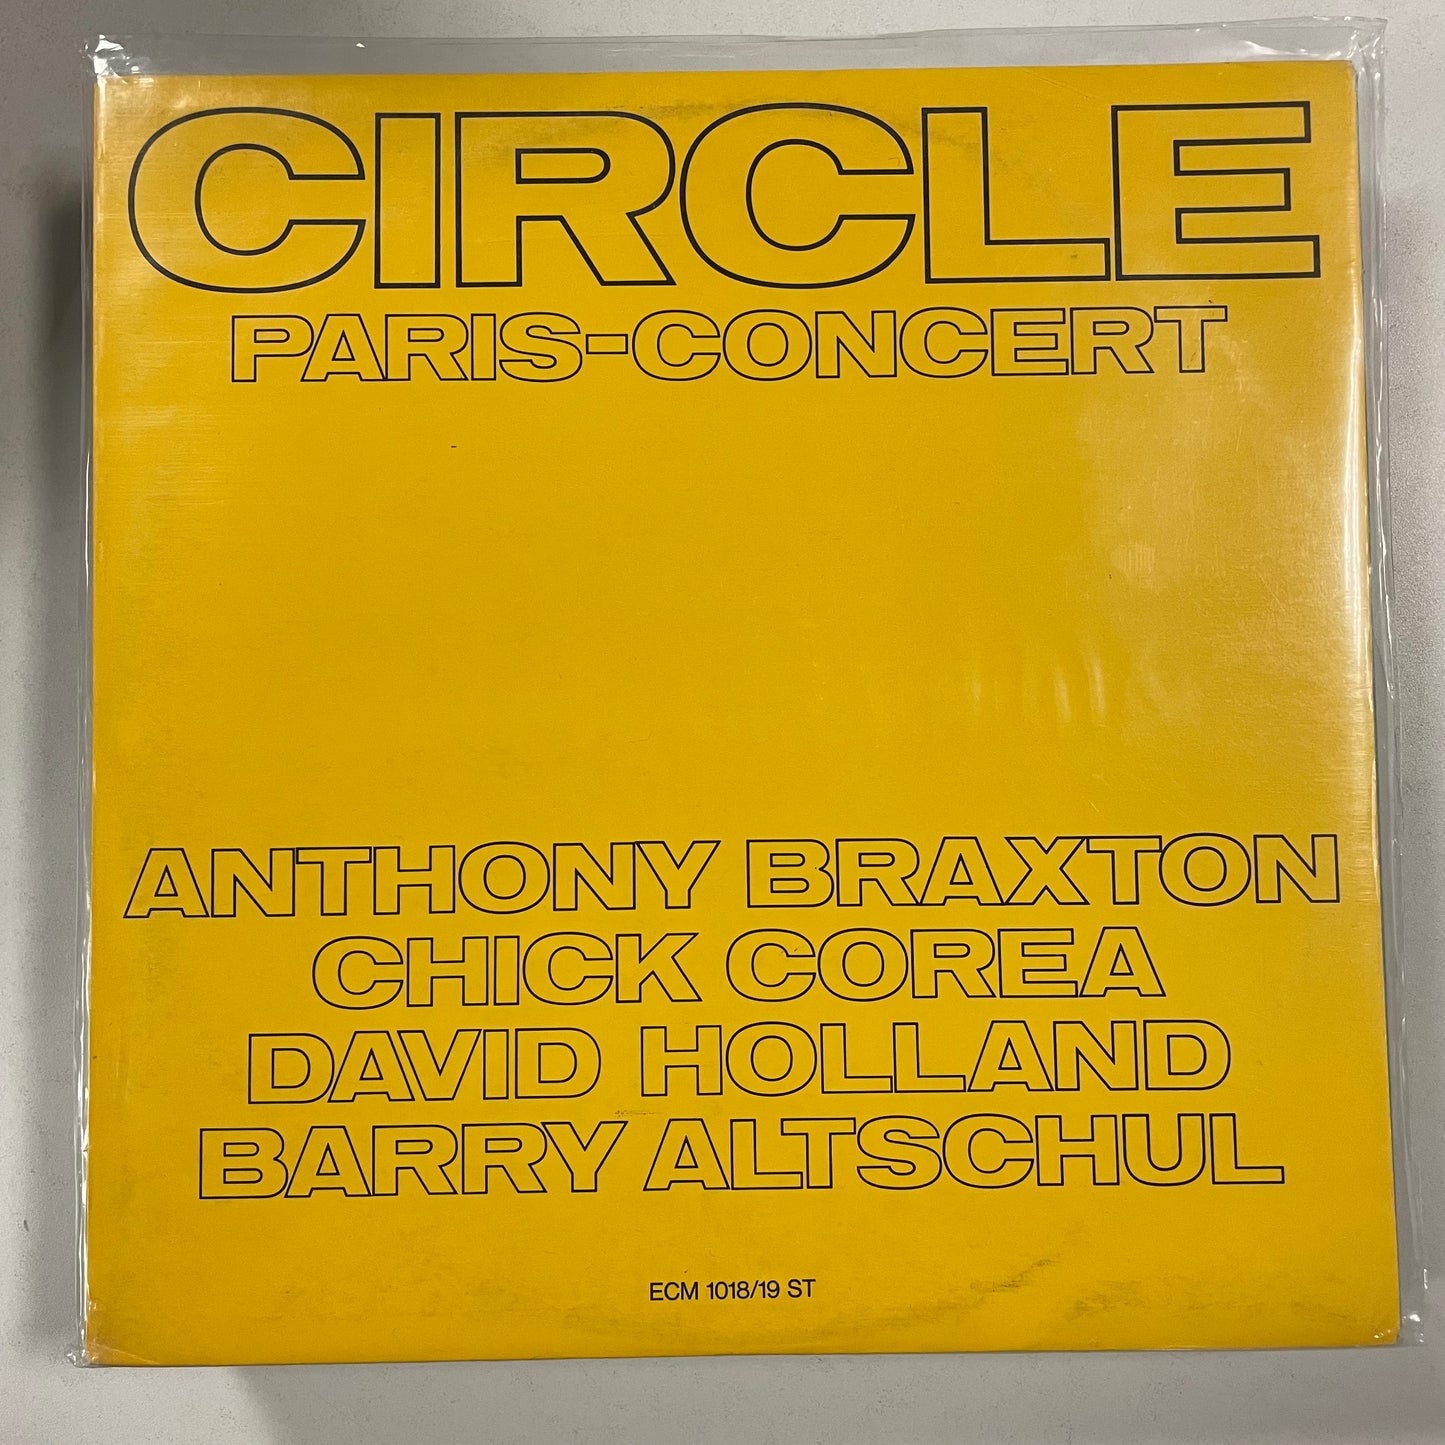 CIRCLE
PARIS-CONCERT
ANTHONY BRAXTON
CHICK COREA
DAVID HOLLAND
BARRY ALTSCHUL
ECM 1018/19 ST